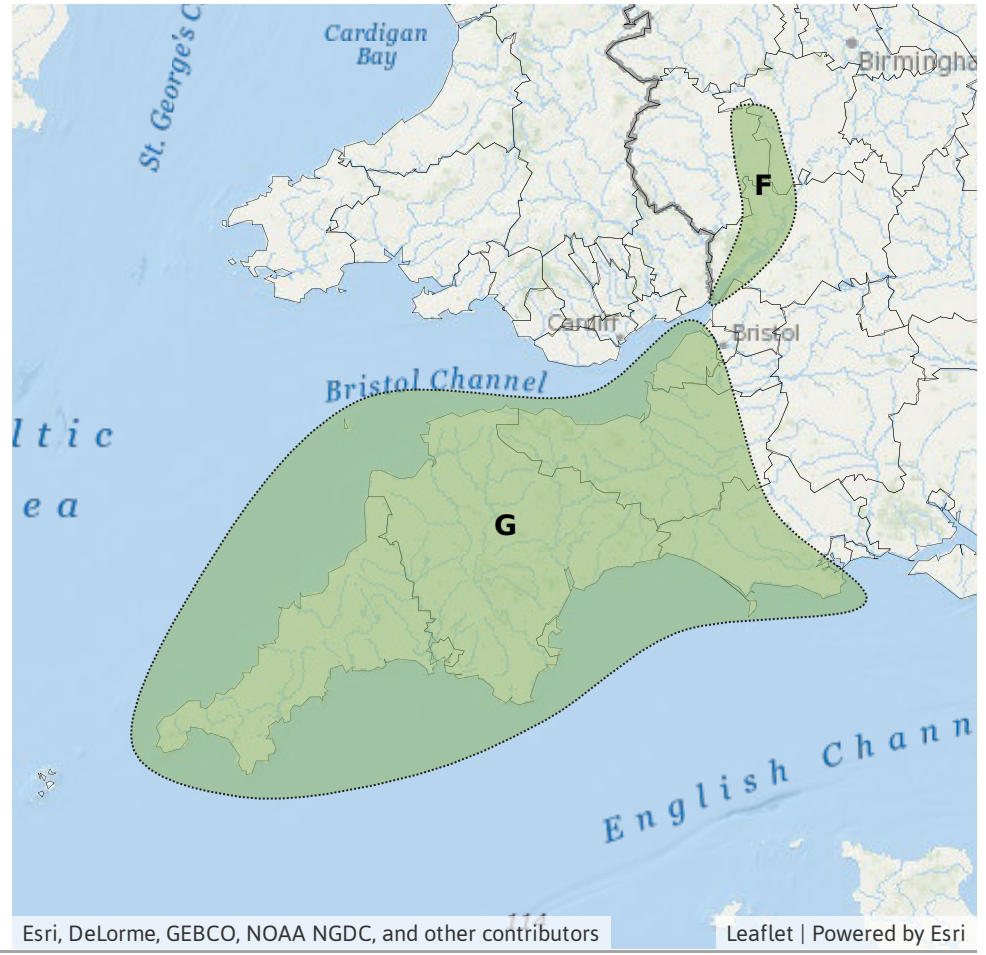 St. George's C
Cardigan
Bay
Birmingha
F
Cardiff
Bristol
Bristol Channel
ltic
ea
G
English Chann
114
Esri, DeLorme, GEBCO, NOAA NGDC, and other contributors
Leaflet | Powered by Esri